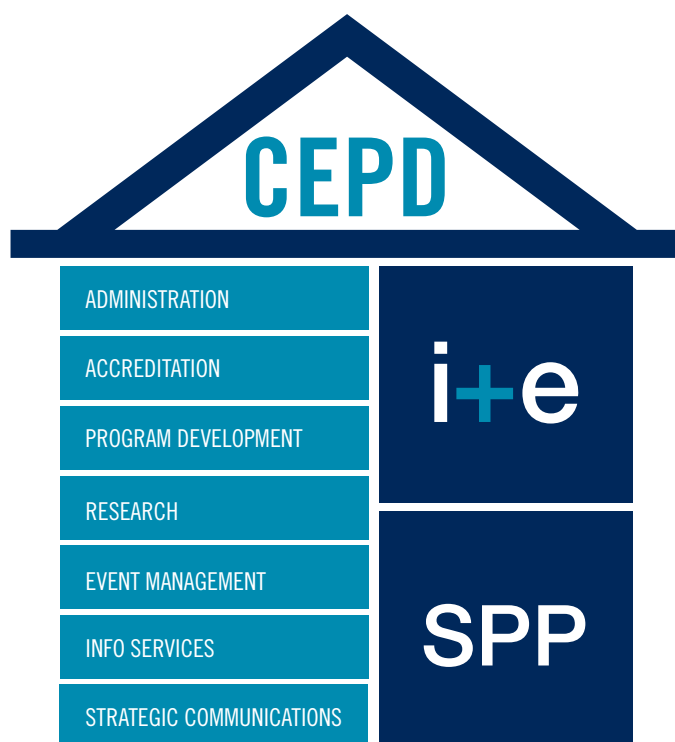 CEPD
ADMINISTRATION
ACCREDITATION
PROGRAM DEVELOPMENT
RESEARCH
EVENT MANAGEMENT
INFO SERVICES
STRATEGIC COMMUNICATIONS
i+e
SPP